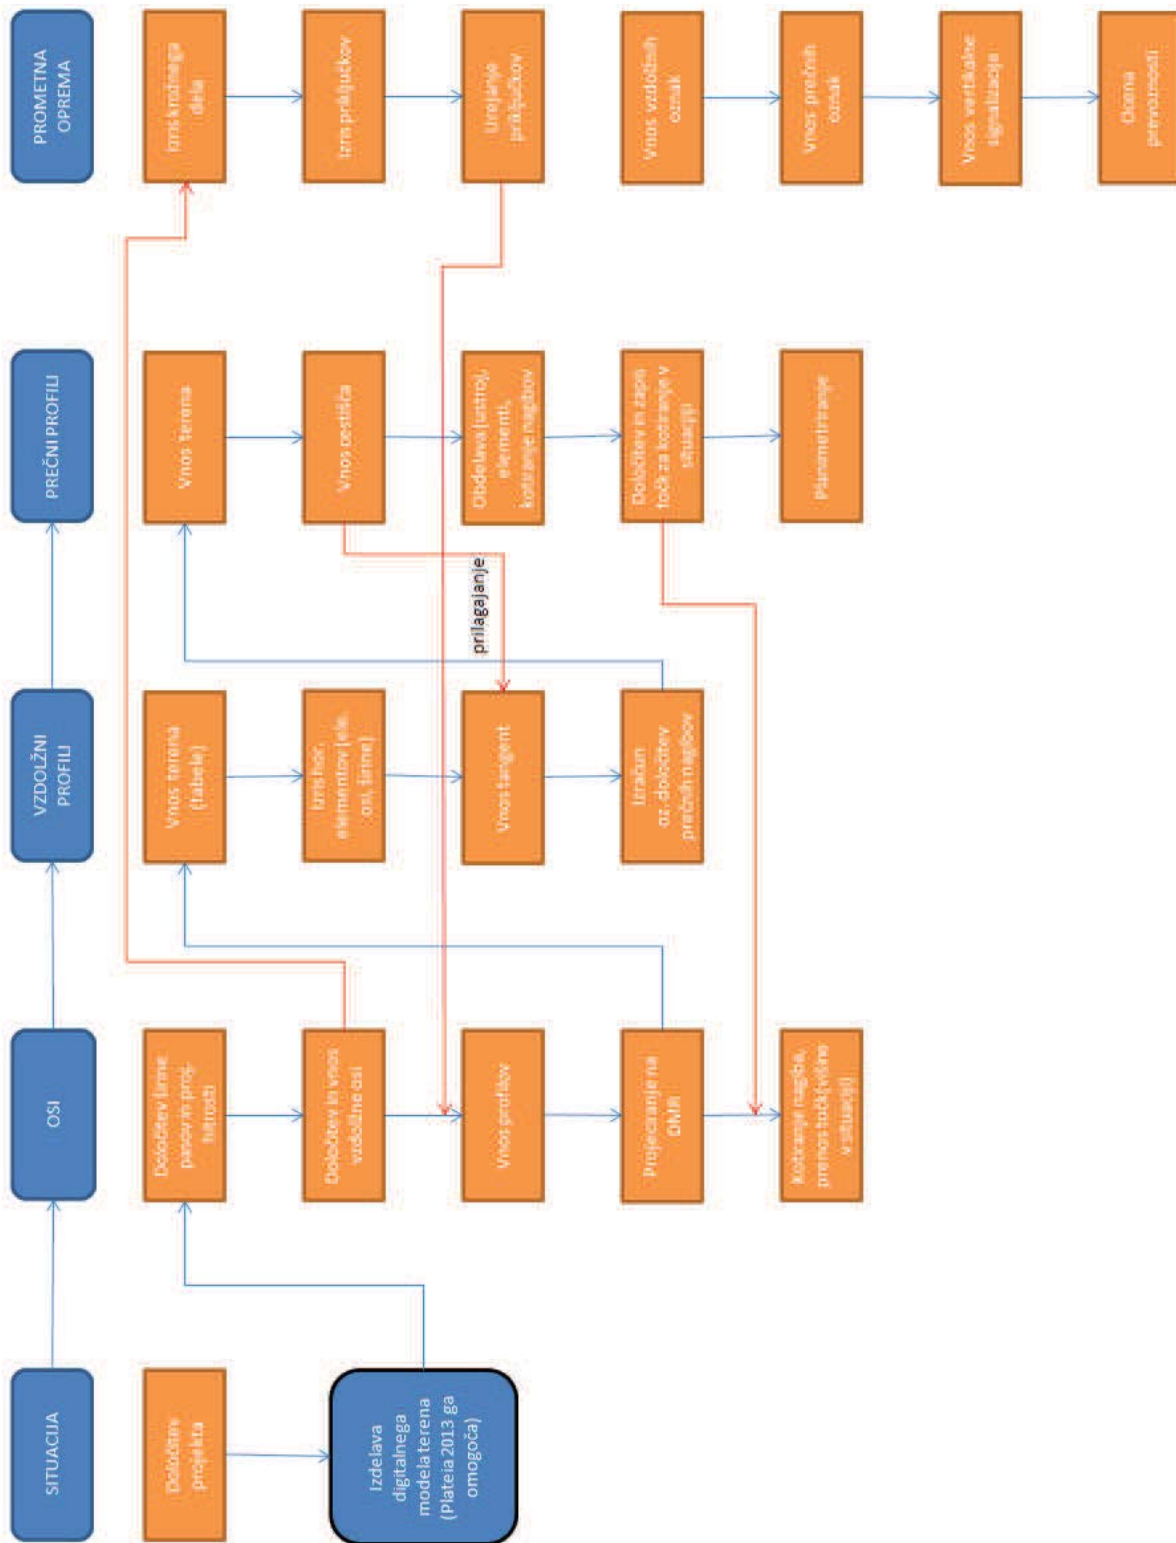 SITUACIJA
OSI
VZDOLŽNI
PROFILI
PREČNI PROFILI
PROMETNA
OPREMA
Določitev
projekta
Izdelava
digitalnega
modela terena
(Plateia 2013 ga
omogoča)
Določitev širine
pasov in proj.
hitrosti
Določitev in vnos
vzdolžne osi
Vnos profilov
Projeciranje na
DMR
Kotiranje nagiba,
prenos točk (višine
v situaciji)
Vnos terena
(tabele)
Izris hor.
elementov (ele.
osi, širine)
Vnos tangent
Izračun
oz. določitev
prečnih nagibov
prilagajanje
Vnos terena
Vnos cestišča
Obdelava (ustroj,
elementi,
kotiranje nagibov
Določitev in zapis
točk za kotiranje v
situaciji
Planimetriranje
Izris krožnega
dela
Izris priključkov
Urejanje
priključkov
Vnos vzdolžnih
oznak
Vnos prečnih
oznak
Vnos vertikalne
signalizacije
Ocena
prevoznosti